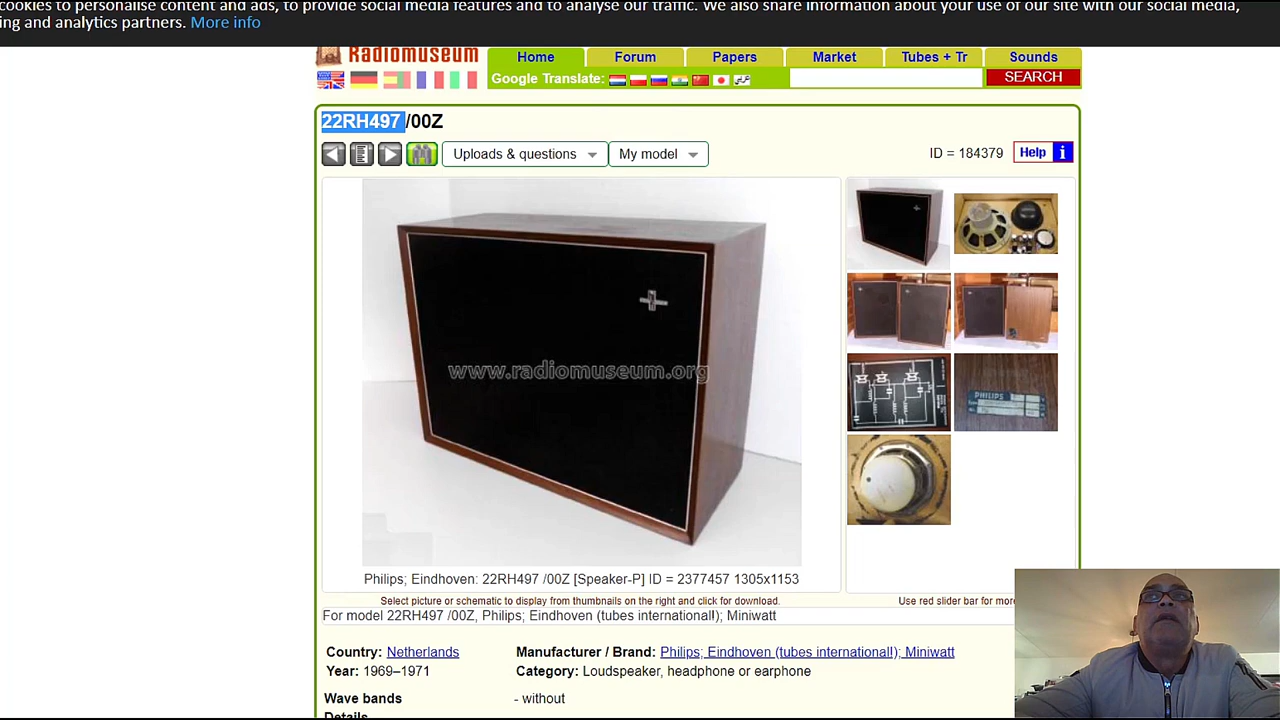 cookies to personalise content and ads, to provide social media features and to analyse our traffic. We also share information about your use of our site with our social media,
ing and analytics partners. More info
Radiomuseum
Home Forum Papers Market Tubes + Tr Sounds
Google Translate: SEARCH
22RH497 /00Z
Uploads & questions My model ID = 184379 Help i
www.radiomuseum.org
PHILIPS
Philips; Eindhoven: 22RH497 /00Z [Speaker-P] ID = 2377457 1305x1153
Select picture or schematic to display from thumbnails on the right and click for download. Use red slider bar for more
For model 22RH497 /00Z, Philips; Eindhoven (tubes international!); Miniwatt
Country: Netherlands Manufacturer / Brand: Philips; Eindhoven (tubes international!); Miniwatt
Year: 1969–1971 Category: Loudspeaker, headphone or earphone
Wave bands - without
Details